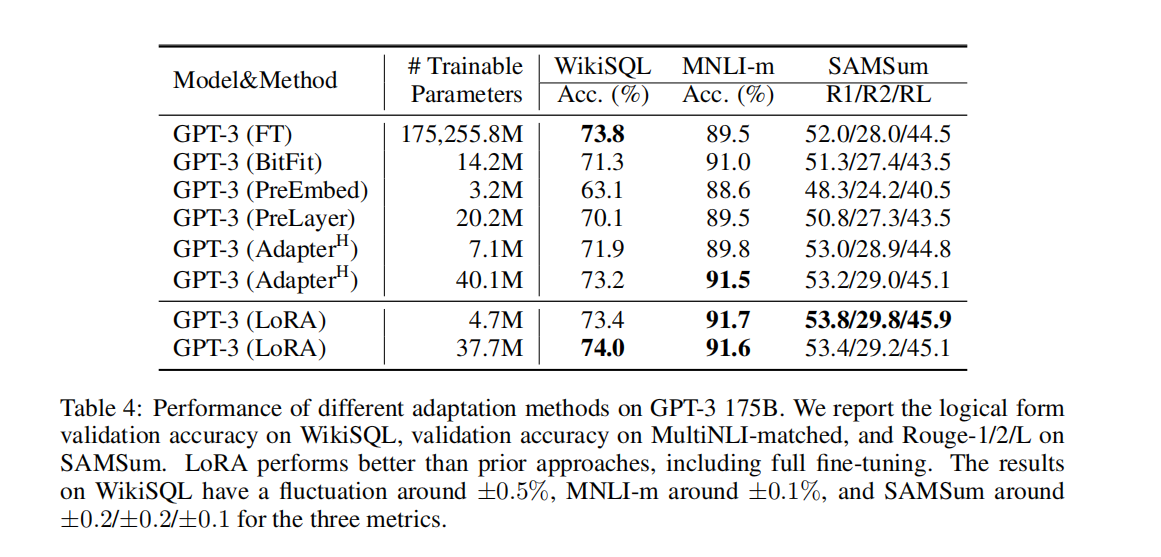 Model&Method # Trainable Parameters WikiSQL MNLI-m SAMSum
Acc. (%) Acc. (%) R1/R2/RL
GPT-3 (FT) 175,255.8M 73.8 89.5 52.0/28.0/44.5
GPT-3 (BitFit) 14.2M 71.3 91.0 51.3/27.4/43.5
GPT-3 (PreEmbed) 3.2M 63.1 88.6 48.3/24.2/40.5
GPT-3 (PreLayer) 20.2M 70.1 89.5 50.8/27.3/43.5
GPT-3 (Adapterᴴ) 7.1M 71.9 89.8 53.0/28.9/44.8
GPT-3 (Adapterᴴ) 40.1M 73.2 91.5 53.2/29.0/45.1
GPT-3 (LoRA) 4.7M 73.4 91.7 53.8/29.8/45.9
GPT-3 (LoRA) 37.7M 74.0 91.6 53.4/29.2/45.1
Table 4: Performance of different adaptation methods on GPT-3 175B. We report the logical form
validation accuracy on WikiSQL, validation accuracy on MultiNLI-matched, and Rouge-1/2/L on
SAMSum. LoRA performs better than prior approaches, including full fine-tuning. The results
on WikiSQL have a fluctuation around ±0.5%, MNLI-m around ±0.1%, and SAMSum around
±0.2/±0.2/±0.1 for the three metrics.